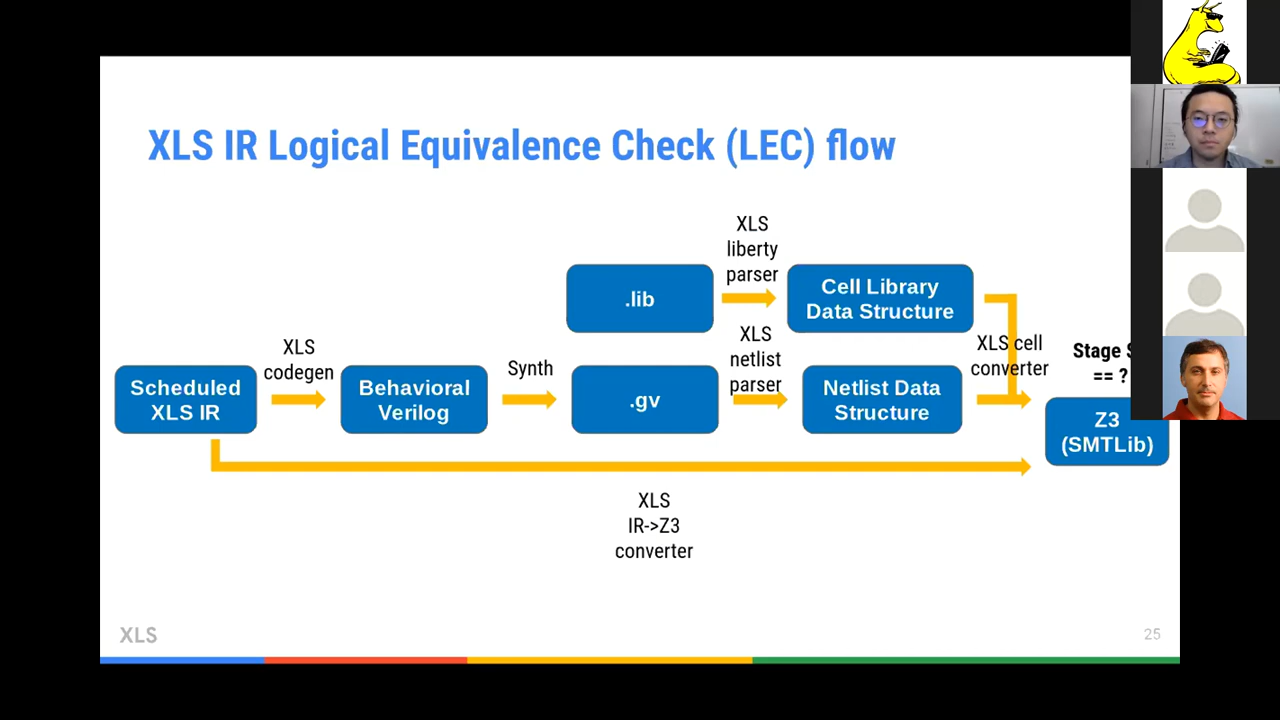 XLS IR Logical Equivalence Check (LEC) flow
XLS
liberty
parser
.lib
Cell Library
Data Structure
XLS
codegen
Synth
XLS
netlist
parser
XLS cell
converter
Stage
== ?
Scheduled
XLS IR
Behavioral
Verilog
.gv
Netlist Data
Structure
Z3
(SMTLib)
XLS
IR->Z3
converter
XLS
25